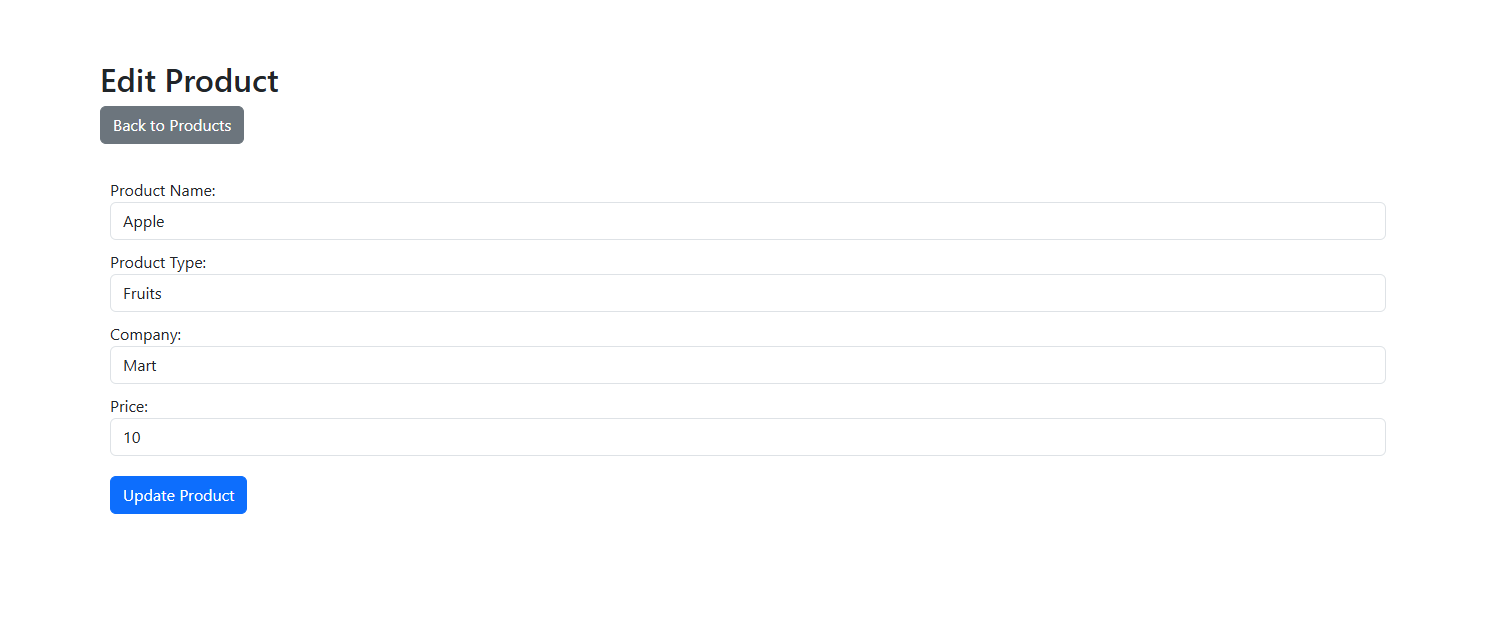 Edit Product
Back to Products
Product Name:
Apple
Product Type:
Fruits
Company:
Mart
Price:
10
Update Product